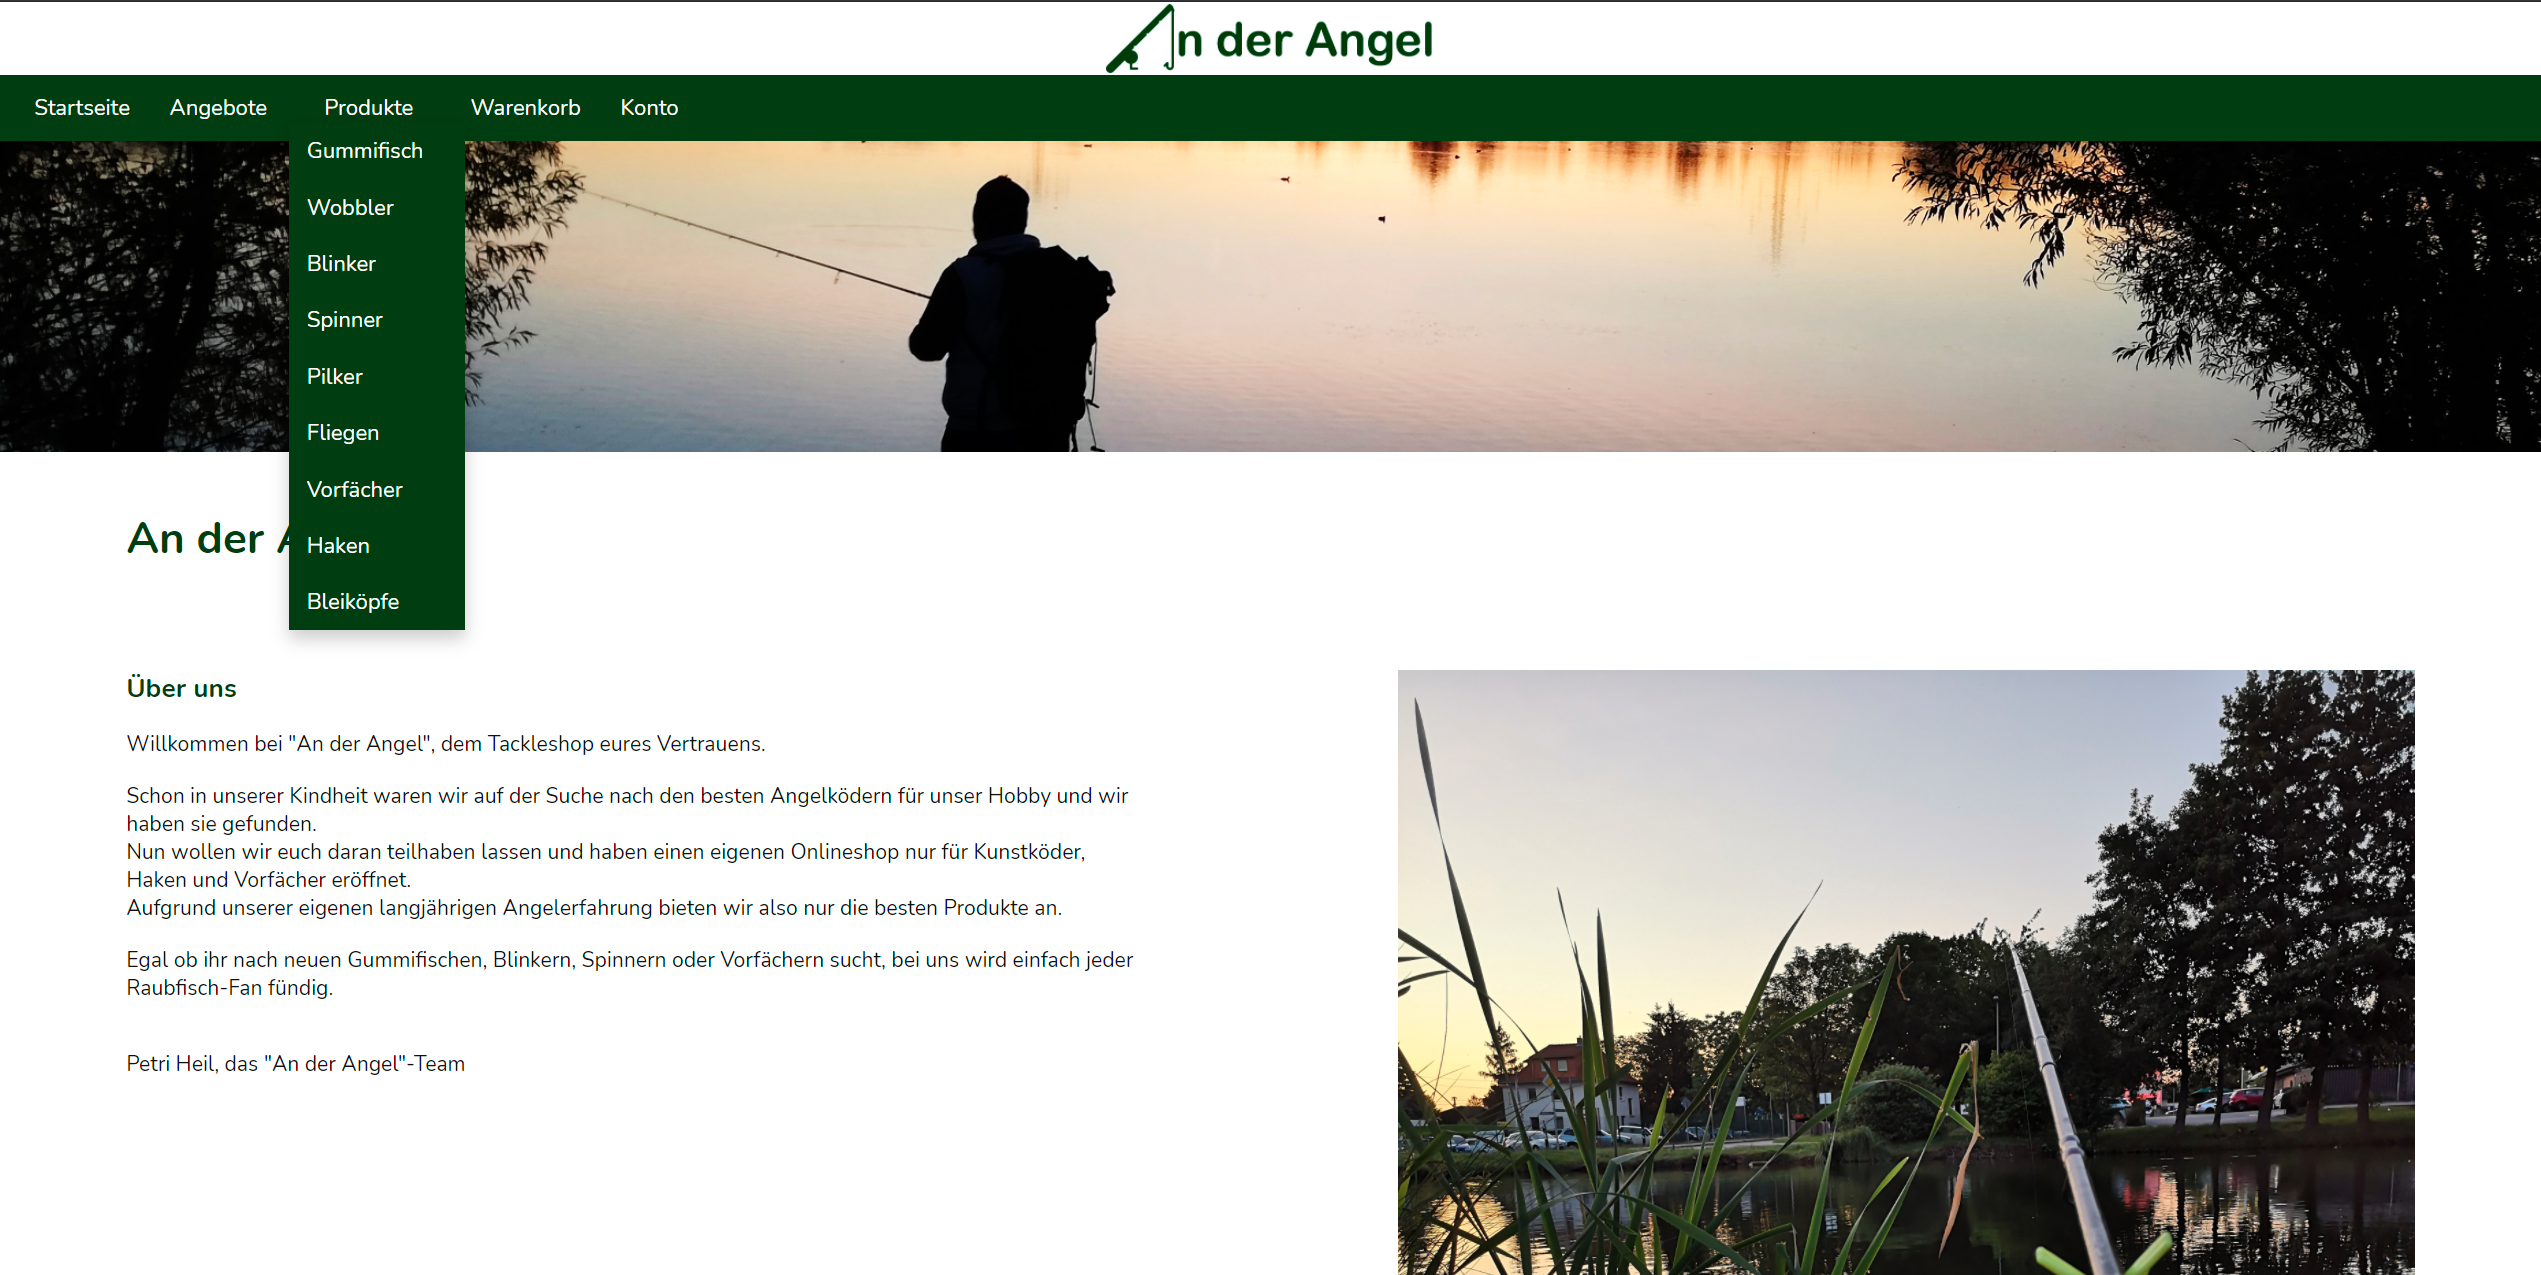 An der Angel
Startseite Angebote Produkte Warenkorb Konto
Gummifisch
Wobbler
Blinker
Spinner
Pilker
Fliegen
Vorfächer
Haken
Bleiköpfe
An der A
Über uns
Willkommen bei "An der Angel", dem Tackleshop eures Vertrauens.
Schon in unserer Kindheit waren wir auf der Suche nach den besten Angelködern für unser Hobby und wir
haben sie gefunden.
Nun wollen wir euch daran teilhaben lassen und haben einen eigenen Onlineshop nur für Kunstköder,
Haken und Vorfächer eröffnet.
Aufgrund unserer eigenen langjährigen Angelerfahrung bieten wir also nur die besten Produkte an.
Egal ob ihr nach neuen Gummifischen, Blinkern, Spinnern oder Vorfächern sucht, bei uns wird einfach jeder
Raubfisch-Fan fündig.
Petri Heil, das "An der Angel"-Team